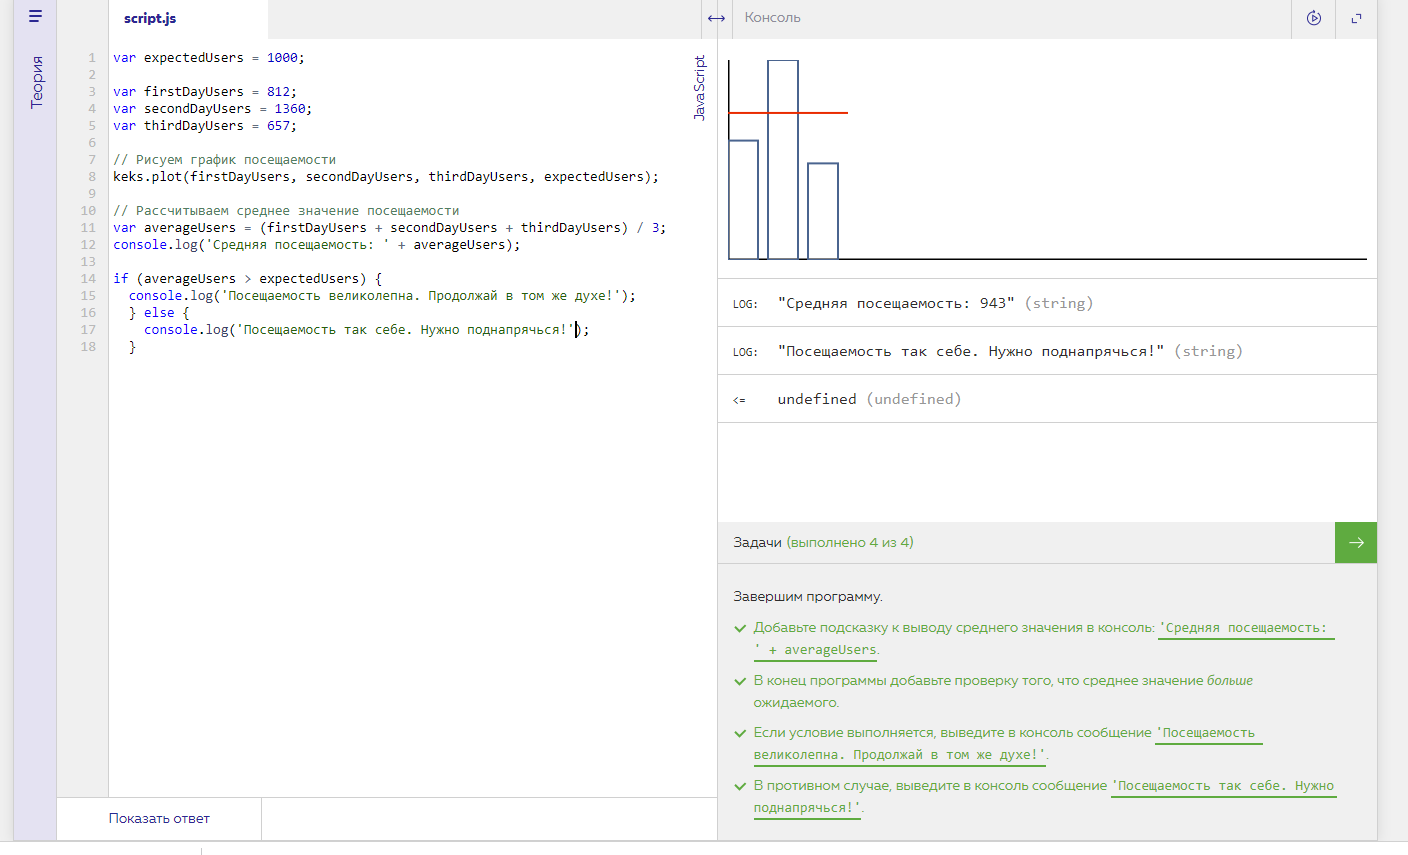 script.js
Консоль
Теория
JavaScript
1 var expectedUsers = 1000;
2
3 var firstDayUsers = 812;
4 var secondDayUsers = 1360;
5 var thirdDayUsers = 657;
6
7 // Рисуем график посещаемости
8 keks.plot(firstDayUsers, secondDayUsers, thirdDayUsers, expectedUsers);
9
10 // Рассчитываем среднее значение посещаемости
11 var averageUsers = (firstDayUsers + secondDayUsers + thirdDayUsers) / 3;
12 console.log('Средняя посещаемость: ' + averageUsers);
13
14 if (averageUsers > expectedUsers) {
15 console.log('Посещаемость великолепна. Продолжай в том же духе!');
16 } else {
17 console.log('Посещаемость так себе. Нужно поднапрячься!');
18 }
Показать ответ
LOG: "Средняя посещаемость: 943" (string)
LOG: "Посещаемость так себе. Нужно поднапрячься!" (string)
<= undefined (undefined)
Задачи (выполнено 4 из 4)
Завершим программу.
Добавьте подсказку к выводу среднего значения в консоль: 'Средняя посещаемость:
' + averageUsers.
В конец программы добавьте проверку того, что среднее значение больше
ожидаемого.
Если условие выполняется, выведите в консоль сообщение 'Посещаемость
великолепна. Продолжай в том же духе!'.
В противном случае, выведите в консоль сообщение 'Посещаемость так себе. Нужно
поднапрячься!'.